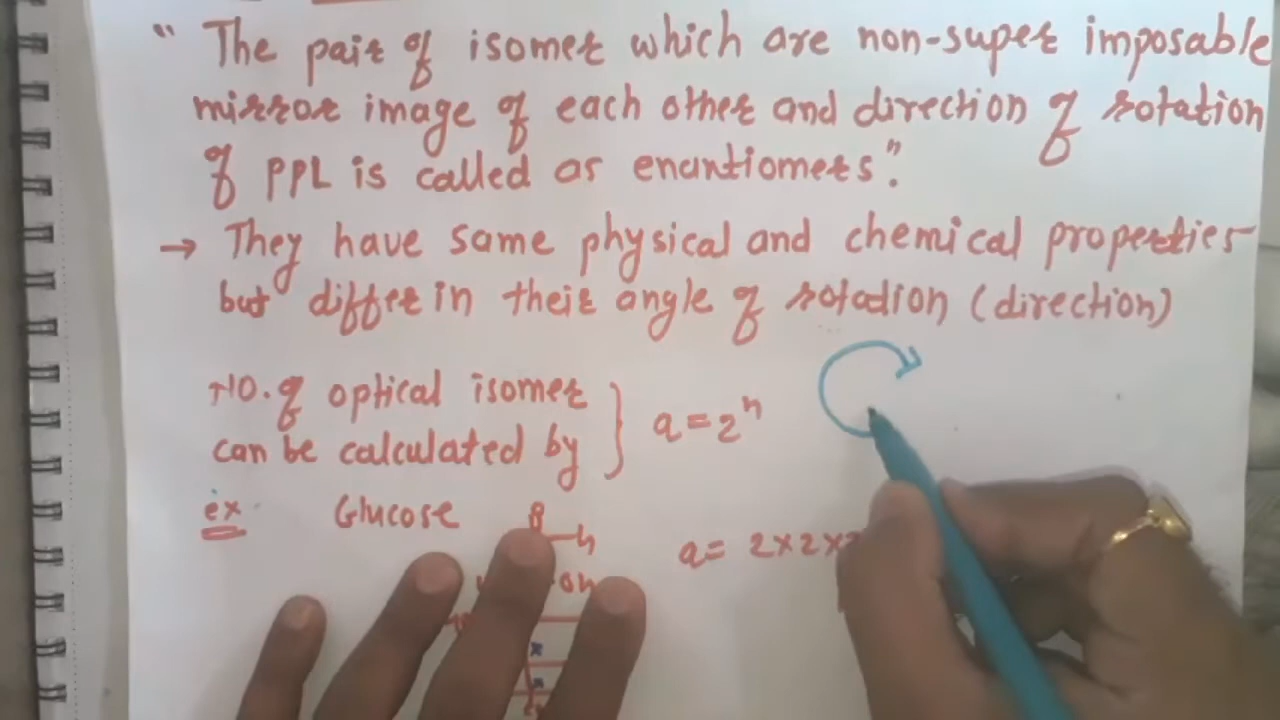 " The pair of isomer which are non-super imposable
mirror image of each other and direction of rotation
of PPL is called as enantiomers".
→ They have same physical and chemical properties
but differ in their angle of rotation (direction)
No. of optical isomer
can be calculated by } a = 2ⁿ
ex Glucose
a = 2×2×2